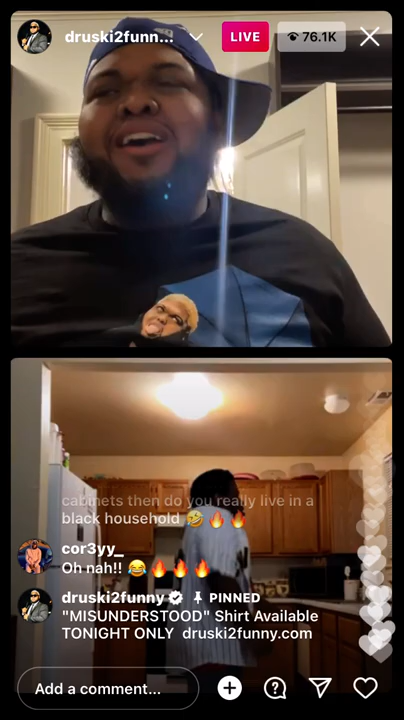 druski2funn...
LIVE
76.1K
cabinets then do you really live in a
black household 🤣🔥🔥
cor3yy_
Oh nah!! 😂🔥🔥🔥
druski2funny PINNED
"MISUNDERSTOOD" Shirt Available
TONIGHT ONLY druski2funny.com
Add a comment...